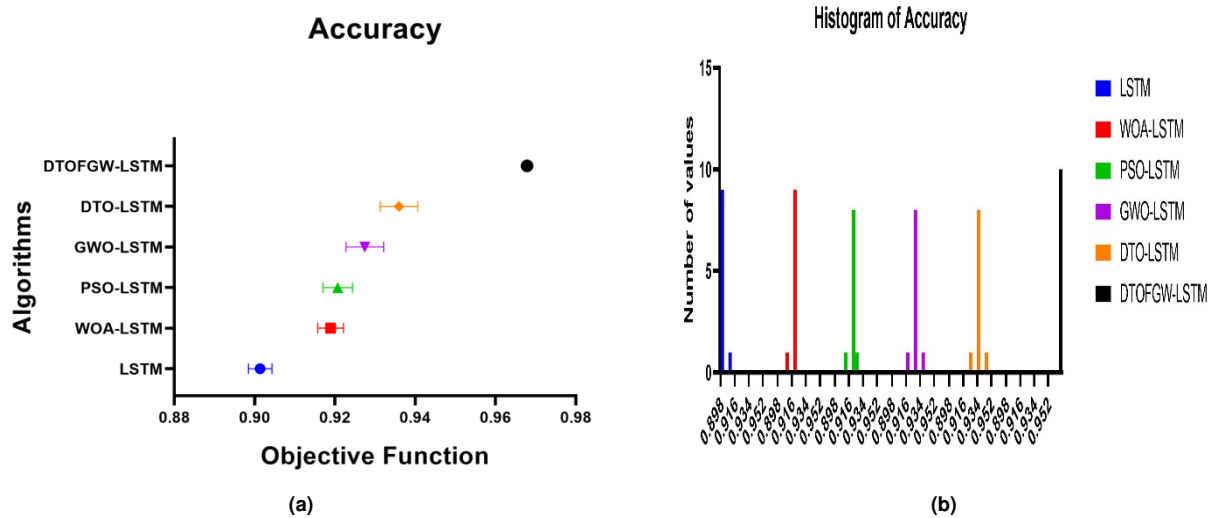 Accuracy
Algorithms
DTOFGW-LSTM
DTO-LSTM
GWO-LSTM
PSO-LSTM
WOA-LSTM
LSTM
0.88 0.90 0.92 0.94 0.96 0.98
Objective Function
(a)
Histogram of Accuracy
Number of values
15
10
5
0
0.898 0.916 0.934 0.952 0.898 0.916 0.934 0.952 0.898 0.916 0.934 0.952 0.898 0.916 0.934 0.952 0.898 0.916 0.934 0.952 0.898 0.916 0.934 0.952
LSTM
WOA-LSTM
PSO-LSTM
GWO-LSTM
DTO-LSTM
DTOFGW-LSTM
(b)